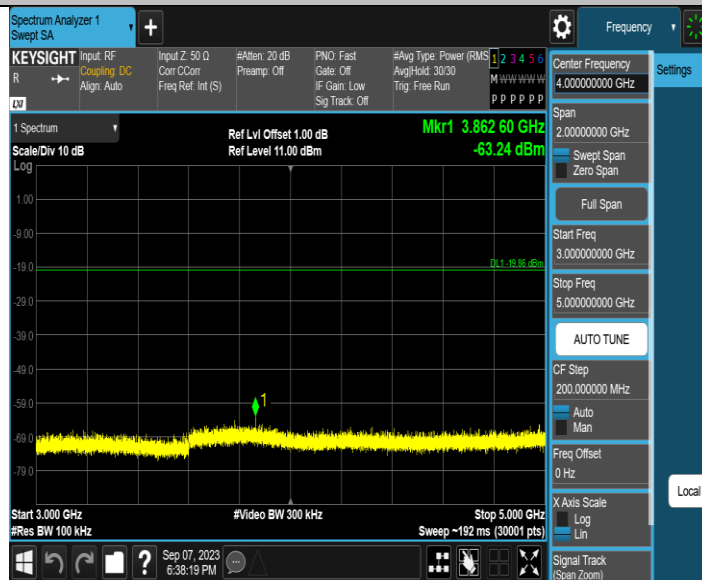 Spectrum Analyzer 1
Swept SA
+
Frequency
KEYSIGHT
R
LXI
Input: RF
Coupling: DC
Align: Auto
Input Z: 50 Ω
Corr CCorr
Freq Ref: Int (S)
#Atten: 20 dB
Preamp: Off
PNO: Fast
Gate: Off
IF Gain: Low
Sig Track: Off
#Avg Type: Power (RMS
Avg|Hold: 30/30
Trig: Free Run
1 2 3 4 5 6
M W W W W W
P P P P P P
1 Spectrum
Scale/Div 10 dB
Log
Ref Lvl Offset 1.00 dB
Ref Level 11.00 dBm
Mkr1 3.862 60 GHz
-63.24 dBm
1.00
-9.00
-19.0
DL1 -19.86 dBm
-29.0
-39.0
-49.0
-59.0
1
-69.0
-79.0
Start 3.000 GHz
#Res BW 100 kHz
#Video BW 300 kHz
Stop 5.000 GHz
Sweep ~192 ms (30001 pts)
Sep 07, 2023
6:38:19 PM
?
Center Frequency
4.000000000 GHz
Settings
Span
2.00000000 GHz
Swept Span
Zero Span
Full Span
Start Freq
3.000000000 GHz
Stop Freq
5.000000000 GHz
AUTO TUNE
CF Step
200.000000 MHz
Auto
Man
Freq Offset
0 Hz
X Axis Scale
Log
Lin
Local
Signal Track
(Span Zoom)